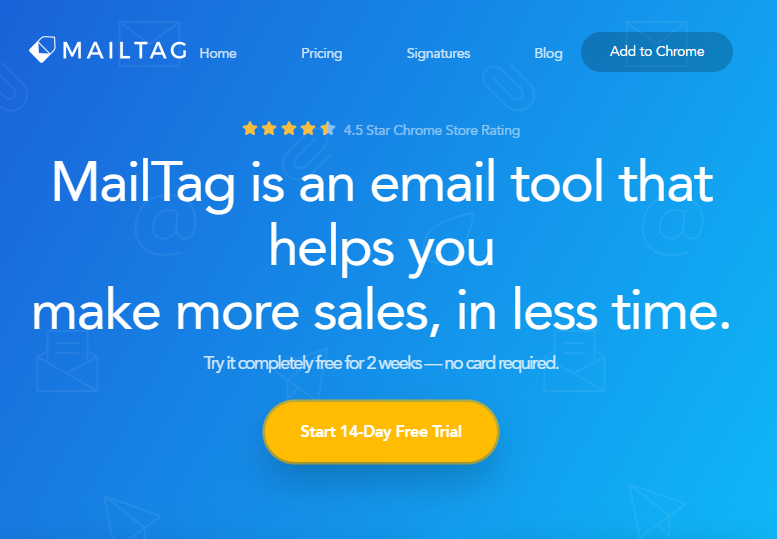 MAILTAG Home Pricing Signatures Blog Add to Chrome
4.5 Star Chrome Store Rating
MailTag is an email tool that
helps you
make more sales, in less time.
Try it completely free for 2 weeks — no card required.
Start 14-Day Free Trial